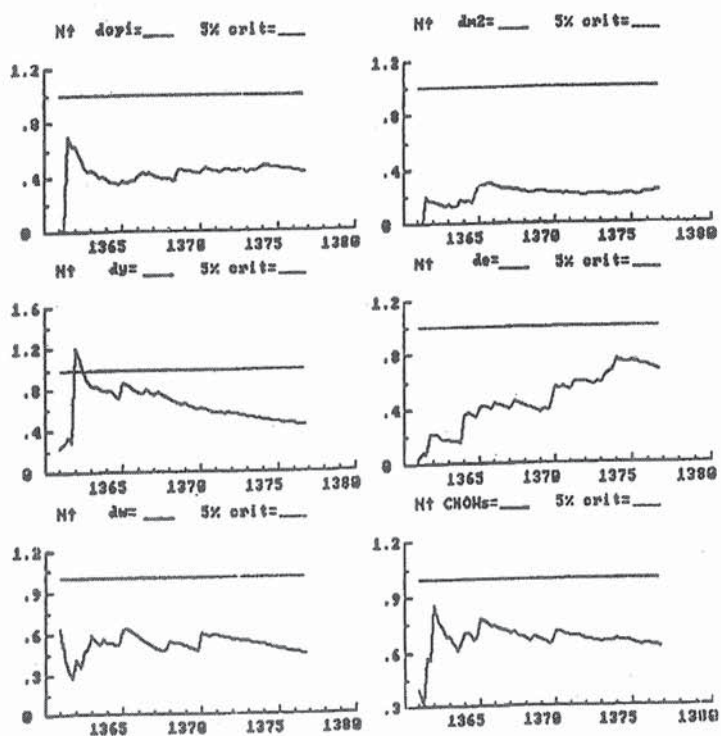 N↑ dcpi=___ 5% crit=___
1.2
.8
.4
0
1365 1370 1375 1380
N↑ dm2=___ 5% crit=___
1.2
.8
.4
0
1365 1370 1375 1380
N↑ dy=___ 5% crit=___
1.6
1.2
.8
.4
0
1365 1370 1375 1380
N↑ de=___ 5% crit=___
1.2
.8
.4
0
1365 1370 1375 1380
N↑ dw=___ 5% crit=___
1.2
.9
.6
.3
0
1365 1370 1375 1380
N↑ CHOWs=___ 5% crit=___
1.2
.9
.6
.3
1365 1370 1375 1380